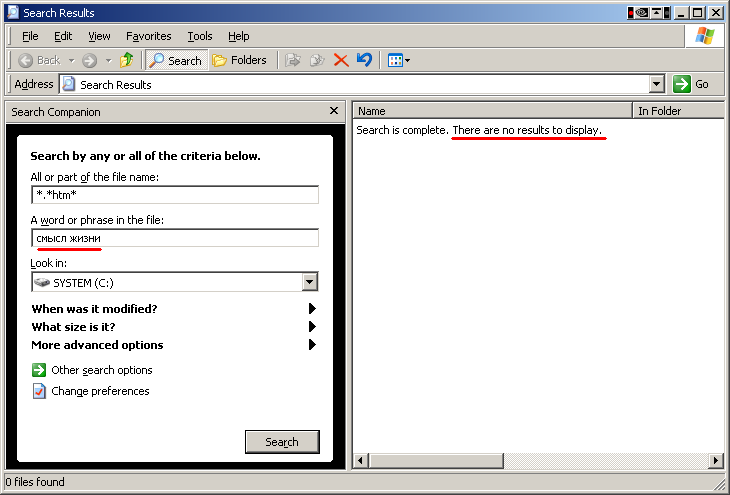 Search Results
File Edit View Favorites Tools Help
Back Search Folders
Address Search Results Go
Search Companion
Search by any or all of the criteria below.
All or part of the file name:
*.*htm*
A word or phrase in the file:
смысл жизни
Look in:
SYSTEM (C:)
When was it modified?
What size is it?
More advanced options
Other search options
Change preferences
Search
Name In Folder
Search is complete. There are no results to display.
0 files found